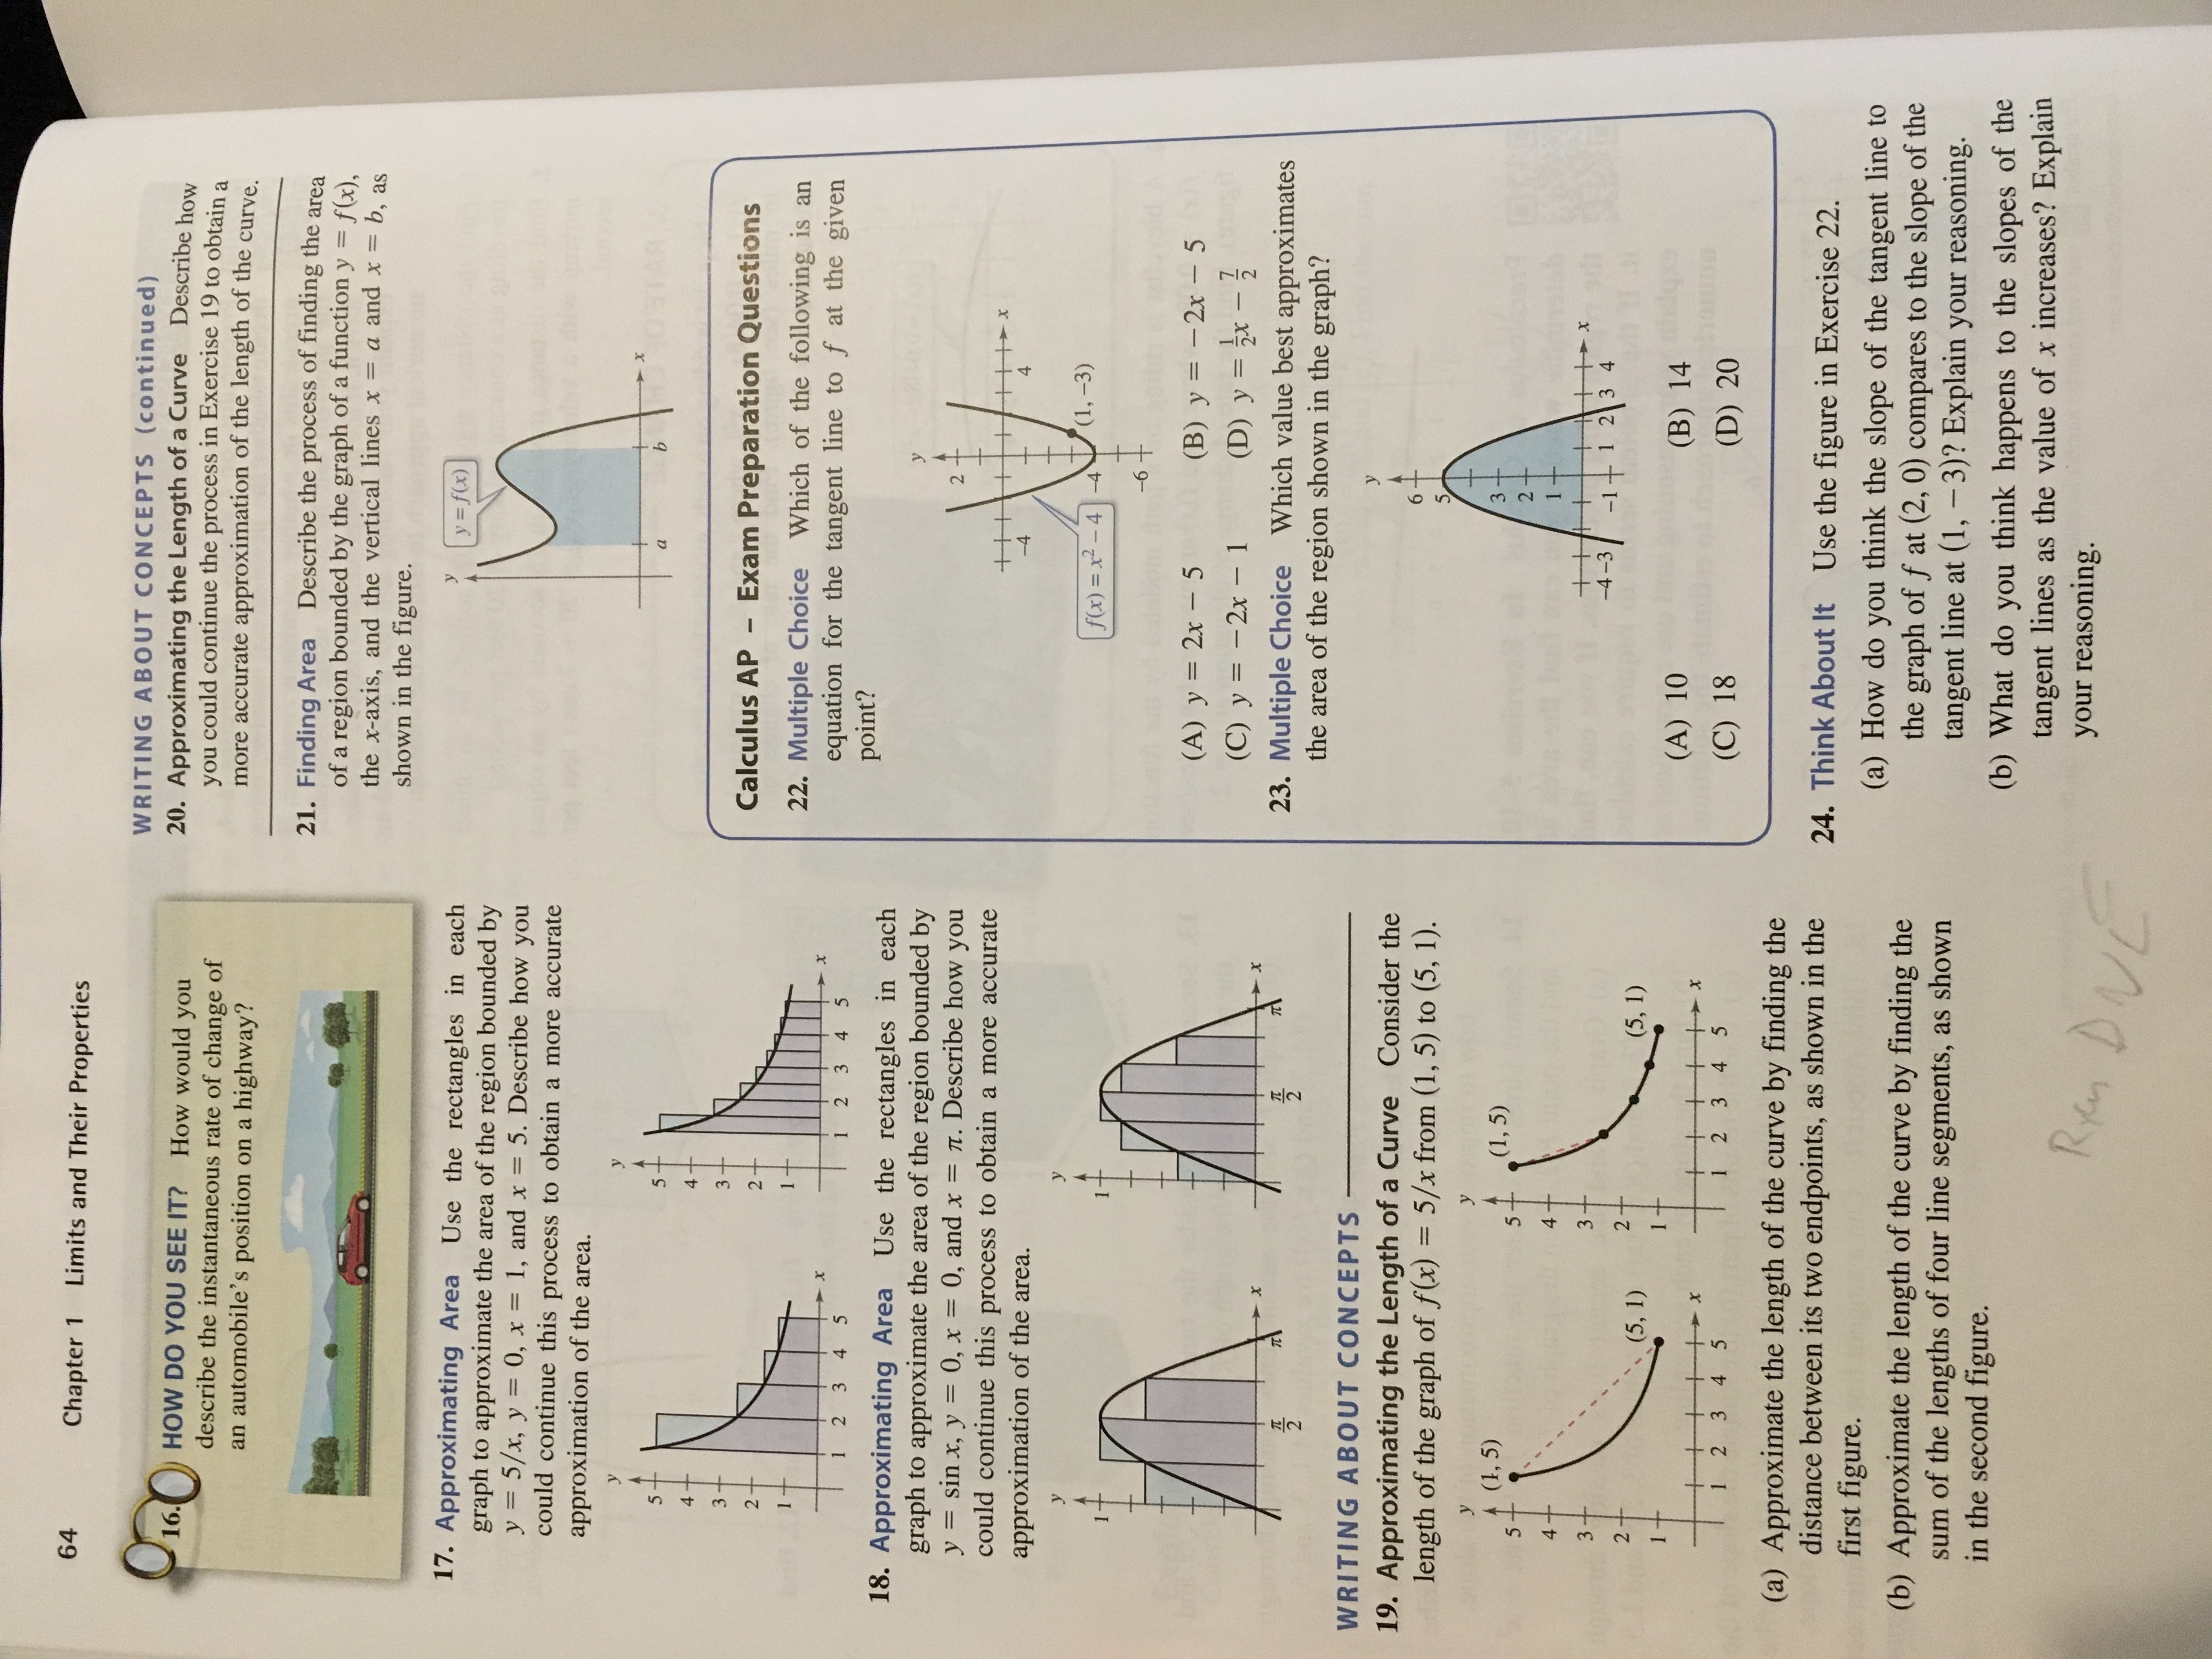 64 Chapter 1 Limits and Their Properties
16. HOW DO YOU SEE IT? How would you
describe the instantaneous rate of change of
an automobile's position on a highway?
17. Approximating Area Use the rectangles in each
graph to approximate the area of the region bounded by
y = 5/x, y = 0, x = 1, and x = 5. Describe how you
could continue this process to obtain a more accurate
approximation of the area.
y
5
4
3
2
1
x
1 2 3 4 5
y
5
4
3
2
1
x
1 2 3 4 5
18. Approximating Area Use the rectangles in each
graph to approximate the area of the region bounded by
y = sin x, y = 0, x = 0, and x = π. Describe how you
could continue this process to obtain a more accurate
approximation of the area.
y
1
x
π/2 π
y
1
x
π/2 π
WRITING ABOUT CONCEPTS
19. Approximating the Length of a Curve Consider the
length of the graph of f(x) = 5/x from (1, 5) to (5, 1).
y
(1, 5)
5
4
3
2
(5, 1)
1
x
1 2 3 4 5
y
(1, 5)
5
4
3
2
(5, 1)
1
x
1 2 3 4 5
(a) Approximate the length of the curve by finding the
distance between its two endpoints, as shown in the
first figure.
(b) Approximate the length of the curve by finding the
sum of the lengths of four line segments, as shown
in the second figure.
DNE
WRITING ABOUT CONCEPTS (continued)
20. Approximating the Length of a Curve Describe how
you could continue the process in Exercise 19 to obtain a
more accurate approximation of the length of the curve.
21. Finding Area Describe the process of finding the area
of a region bounded by the graph of a function y = f(x),
the x-axis, and the vertical lines x = a and x = b, as
shown in the figure.
y
y = f(x)
x
a b
Calculus AP – Exam Preparation Questions
22. Multiple Choice Which of the following is an
equation for the tangent line to f at the given
point?
y
2
x
-4 4
f(x) = x² - 4
-4
(1, -3)
-6
(A) y = 2x - 5 (B) y = -2x - 5
(C) y = -2x - 1 (D) y = 1/2x - 7/2
23. Multiple Choice Which value best approximates
the area of the region shown in the graph?
y
6
5
3
2
1
x
-4 -3 -1 1 2 3 4
(A) 10 (B) 14
(C) 18 (D) 20
24. Think About It Use the figure in Exercise 22.
(a) How do you think the slope of the tangent line to
the graph of f at (2, 0) compares to the slope of the
tangent line at (1, -3)? Explain your reasoning.
(b) What do you think happens to the slopes of the
tangent lines as the value of x increases? Explain
your reasoning.